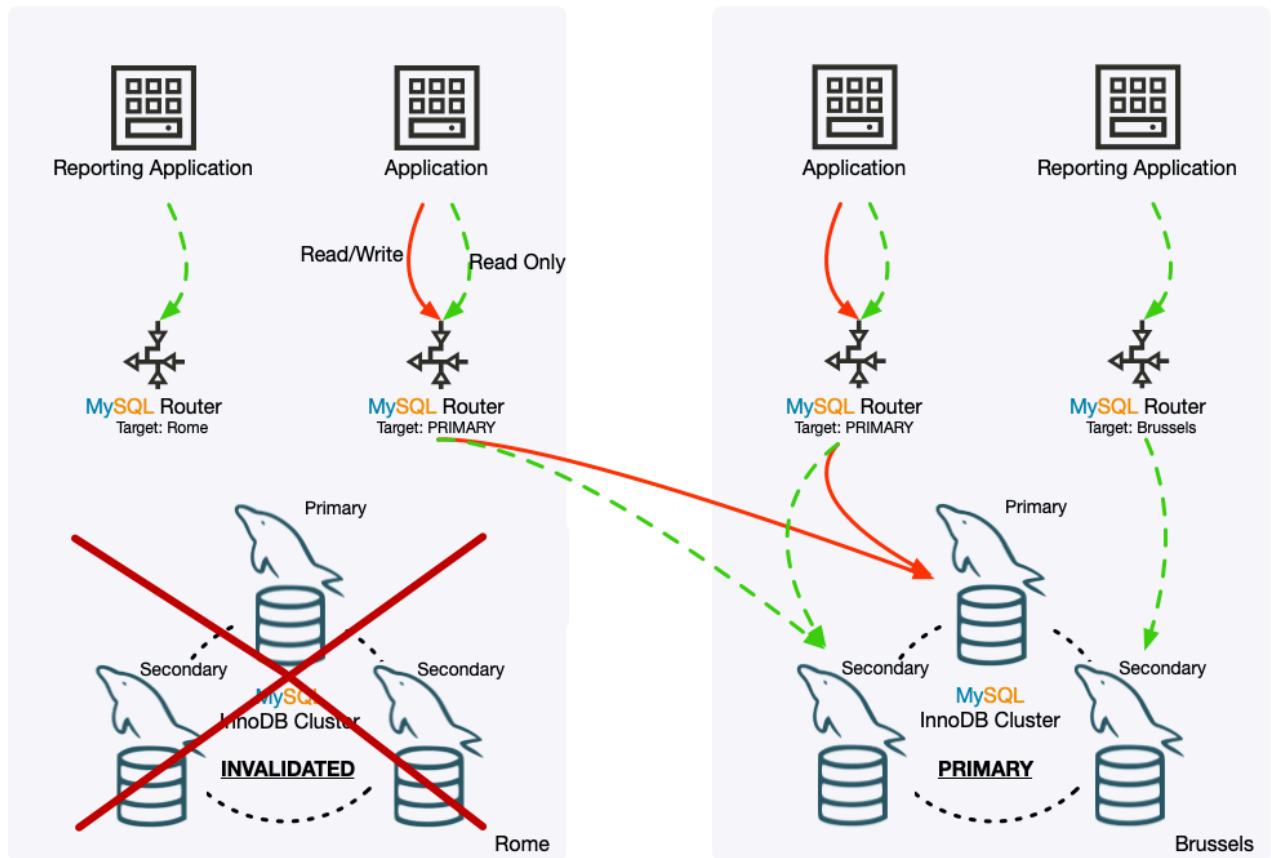 Reporting Application
Application
Read/Write
Read Only
MySQL Router
Target: Rome
MySQL Router
Target: PRIMARY
Primary
Secondary
Secondary
MySQL
InnoDB Cluster
INVALIDATED
Rome
Application
Reporting Application
MySQL Router
Target: PRIMARY
MySQL Router
Target: Brussels
Primary
Secondary
Secondary
MySQL
InnoDB Cluster
PRIMARY
Brussels